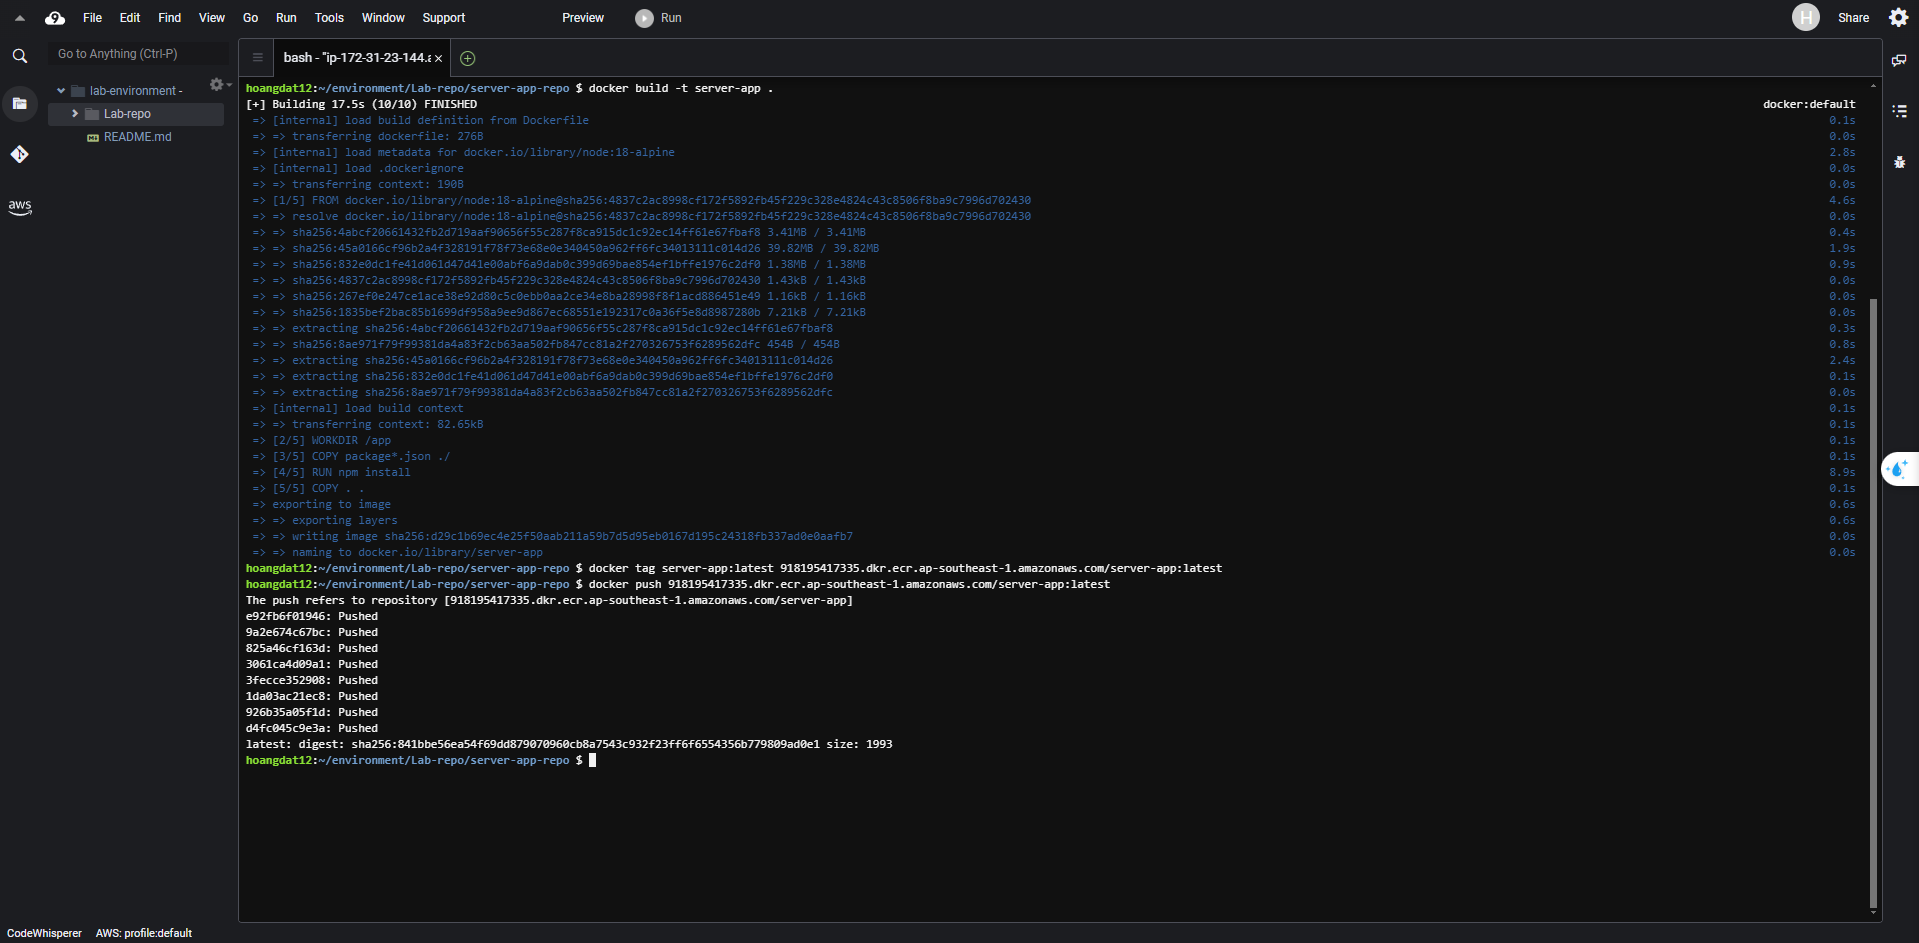 File Edit Find View Go Run Tools Window Support Preview Run H Share
Go to Anything (Ctrl-P)
bash - "ip-172-31-23-144.a ×
lab-environment -
Lab-repo
README.md
aws
hoangdat12:~/environment/Lab-repo/server-app-repo $ docker build -t server-app .
[+] Building 17.5s (10/10) FINISHED docker:default
=> [internal] load build definition from Dockerfile 0.1s
=> => transferring dockerfile: 276B 0.0s
=> [internal] load metadata for docker.io/library/node:18-alpine 2.8s
=> [internal] load .dockerignore 0.0s
=> => transferring context: 190B 0.0s
=> [1/5] FROM docker.io/library/node:18-alpine@sha256:4837c2ac8998cf172f5892fb45f229c328e4824c43c8506f8ba9c7996d702430 4.6s
=> => resolve docker.io/library/node:18-alpine@sha256:4837c2ac8998cf172f5892fb45f229c328e4824c43c8506f8ba9c7996d702430 0.0s
=> => sha256:4abcf20661432fb2d719aaf90656f55c287f8ca915dc1c92ec14ff61e67fbaf8 3.41MB / 3.41MB 0.4s
=> => sha256:45a0166cf96b2a4f328191f78f73e68e0e340450a962ff6fc34013111c014d26 39.82MB / 39.82MB 1.9s
=> => sha256:832e0dc1fe41d061d47d41e00abf6a9dab0c399d69bae854ef1bffe1976c2df0 1.38MB / 1.38MB 0.9s
=> => sha256:4837c2ac8998cf172f5892fb45f229c328e4824c43c8506f8ba9c7996d702430 1.43kB / 1.43kB 0.0s
=> => sha256:267ef0e247ce1ace38e92d80c5c0ebb0aa2ce34e8ba28998f8f1acd886451e49 1.16kB / 1.16kB 0.0s
=> => sha256:1835bef2bac85b1699df958a9ee9d867ec68551e192317c0a36f5e8d8987280b 7.21kB / 7.21kB 0.0s
=> => extracting sha256:4abcf20661432fb2d719aaf90656f55c287f8ca915dc1c92ec14ff61e67fbaf8 0.3s
=> => sha256:8ae971f79f99381da4a83f2cb63aa502fb847cc81a2f270326753f6289562dfc 454B / 454B 0.8s
=> => extracting sha256:45a0166cf96b2a4f328191f78f73e68e0e340450a962ff6fc34013111c014d26 2.4s
=> => extracting sha256:832e0dc1fe41d061d47d41e00abf6a9dab0c399d69bae854ef1bffe1976c2df0 0.1s
=> => extracting sha256:8ae971f79f99381da4a83f2cb63aa502fb847cc81a2f270326753f6289562dfc 0.0s
=> [internal] load build context 0.1s
=> => transferring context: 82.65kB 0.1s
=> [2/5] WORKDIR /app 0.1s
=> [3/5] COPY package*.json ./ 0.1s
=> [4/5] RUN npm install 8.9s
=> [5/5] COPY . . 0.1s
=> exporting to image 0.6s
=> => exporting layers 0.6s
=> => writing image sha256:d29c1b69ec4e25f50aab211a59b7d5d95eb0167d195c24318fb337ad0e0aafb7 0.0s
=> => naming to docker.io/library/server-app 0.0s
hoangdat12:~/environment/Lab-repo/server-app-repo $ docker tag server-app:latest 918195417335.dkr.ecr.ap-southeast-1.amazonaws.com/server-app:latest
hoangdat12:~/environment/Lab-repo/server-app-repo $ docker push 918195417335.dkr.ecr.ap-southeast-1.amazonaws.com/server-app:latest
The push refers to repository [918195417335.dkr.ecr.ap-southeast-1.amazonaws.com/server-app]
e92fb6f01946: Pushed
9a2e674c67bc: Pushed
825a46cf163d: Pushed
3061ca4d09a1: Pushed
3fecce352908: Pushed
1da03ac21ec8: Pushed
926b35a05f1d: Pushed
d4fc045c9e3a: Pushed
latest: digest: sha256:841bbe56ea54f69dd879070960cb8a7543c932f23ff6f6554356b779809ad0e1 size: 1993
hoangdat12:~/environment/Lab-repo/server-app-repo $
CodeWhisperer AWS: profile:default